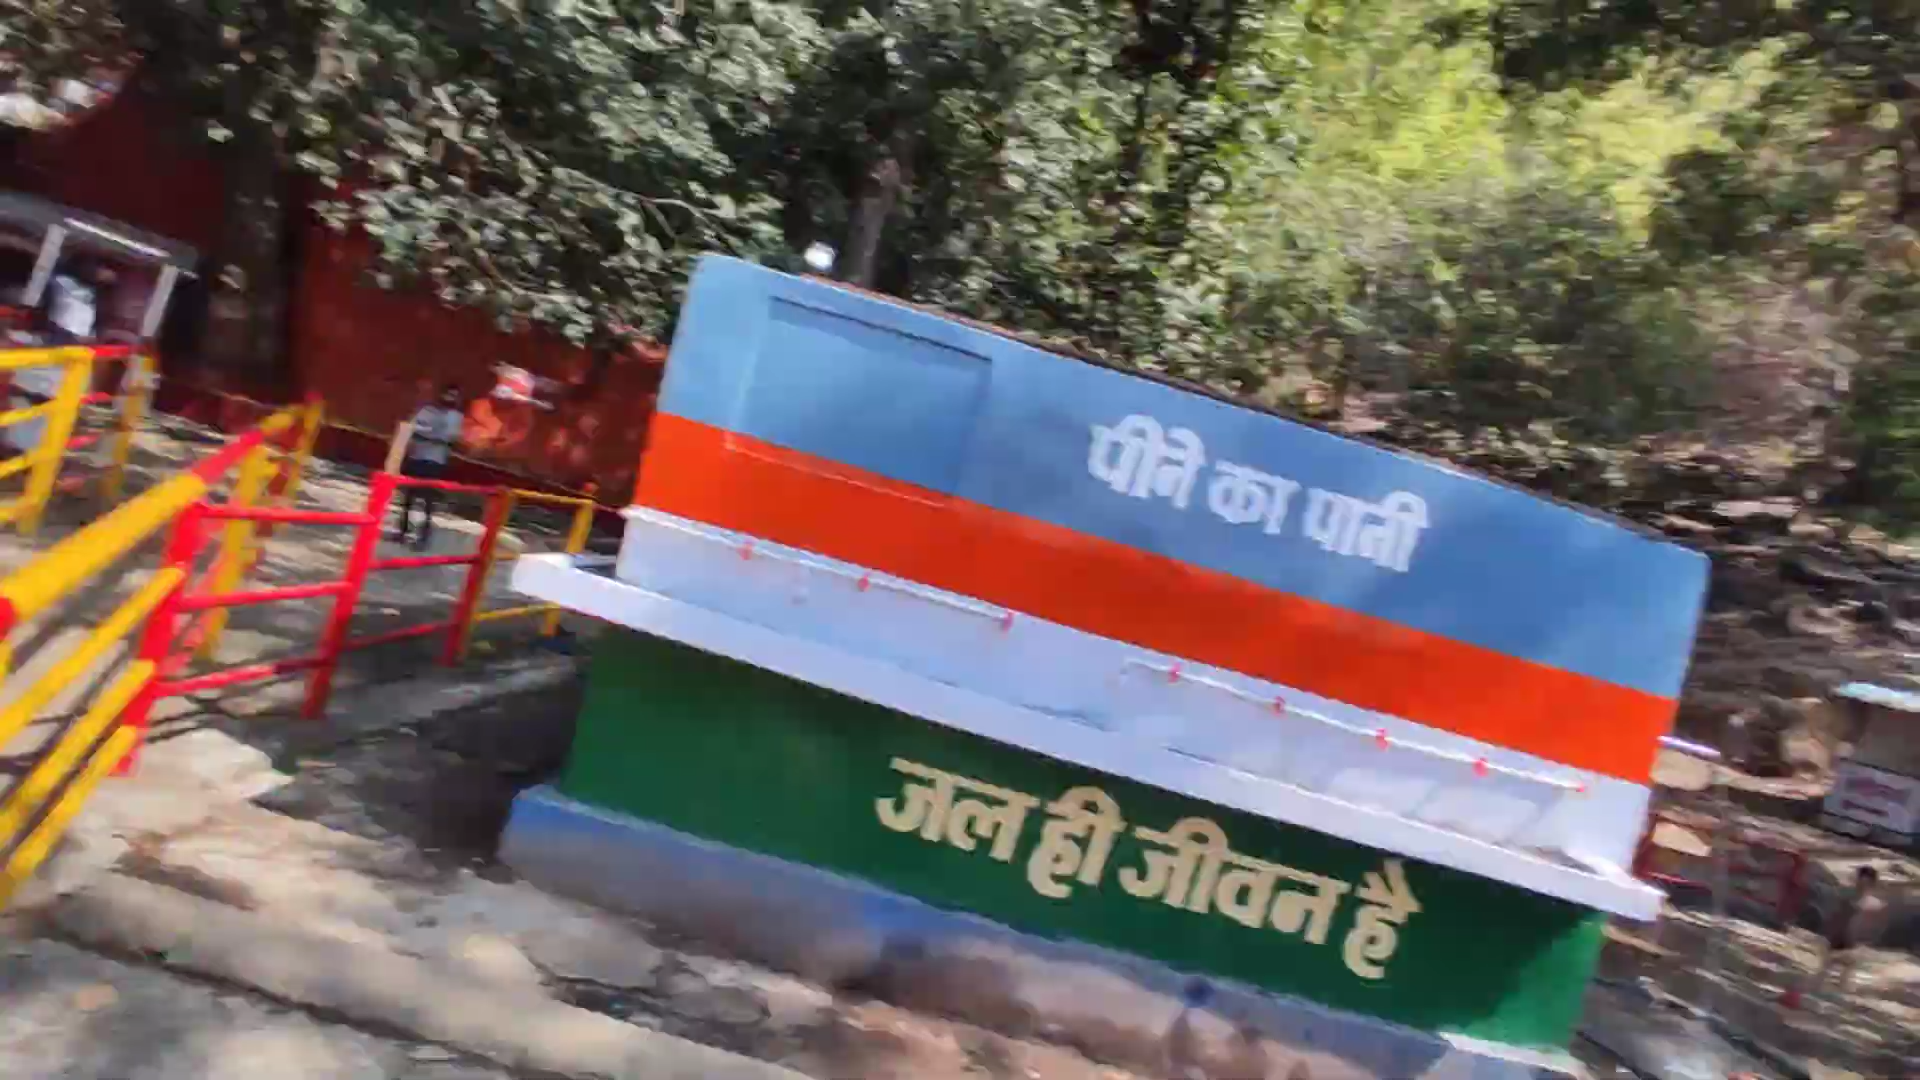 पीने का पानी
जल ही जीवन है